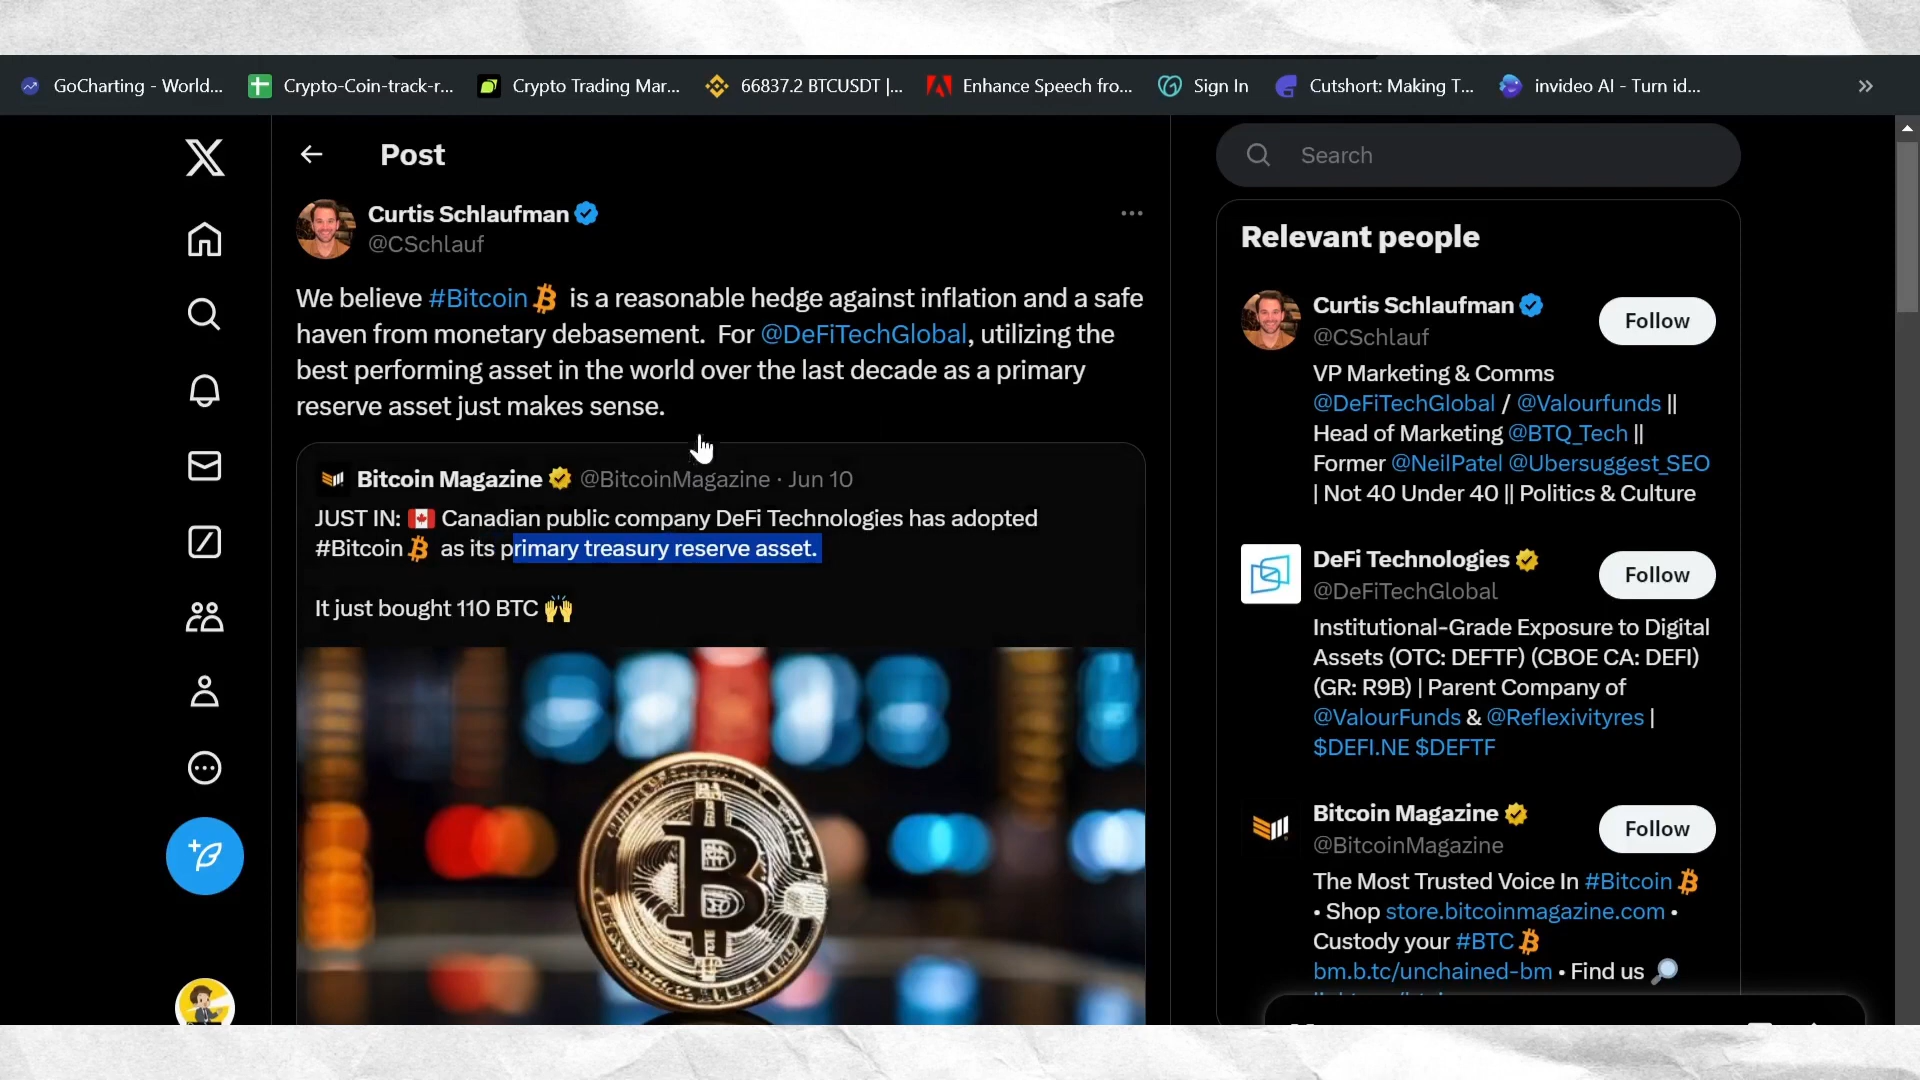 GoCharting - World...
Crypto-Coin-track-r...
Crypto Trading Mar...
66837.2 BTCUSDT |...
Enhance Speech fro...
Sign In
Cutshort: Making T...
invideo AI - Turn id...
Post
Curtis Schlaufman
@CSchlauf
We believe #Bitcoin is a reasonable hedge against inflation and a safe
haven from monetary debasement. For @DeFiTechGlobal, utilizing the
best performing asset in the world over the last decade as a primary
reserve asset just makes sense.
Bitcoin Magazine @BitcoinMagazine · Jun 10
JUST IN: 🇨🇦 Canadian public company DeFi Technologies has adopted
#Bitcoin as its primary treasury reserve asset.
It just bought 110 BTC 🙌
Search
Relevant people
Curtis Schlaufman
@CSchlauf
Follow
VP Marketing & Comms
@DeFiTechGlobal / @Valourfunds ||
Head of Marketing @BTQ_Tech ||
Former @NeilPatel @Ubersuggest_SEO
| Not 40 Under 40 || Politics & Culture
DeFi Technologies
@DeFiTechGlobal
Follow
Institutional-Grade Exposure to Digital
Assets (OTC: DEFTF) (CBOE CA: DEFI)
(GR: R9B) | Parent Company of
@ValourFunds & @Reflexivityres |
$DEFI.NE $DEFTF
Bitcoin Magazine
@BitcoinMagazine
Follow
The Most Trusted Voice In #Bitcoin
• Shop store.bitcoinmagazine.com •
Custody your #BTC
bm.b.tc/unchained-bm • Find us 🔎